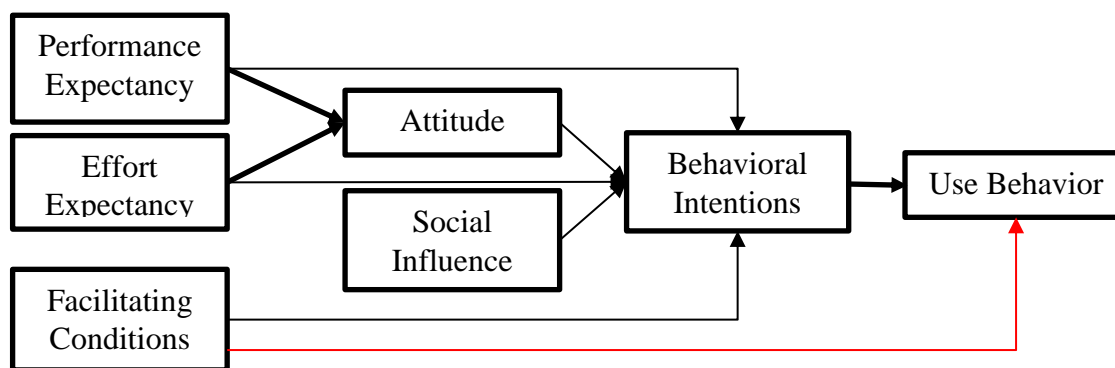 Performance
Expectancy
Attitude
Effort
Expectancy
Behavioral
Intentions
Use Behavior
Social
Influence
Facilitating
Conditions